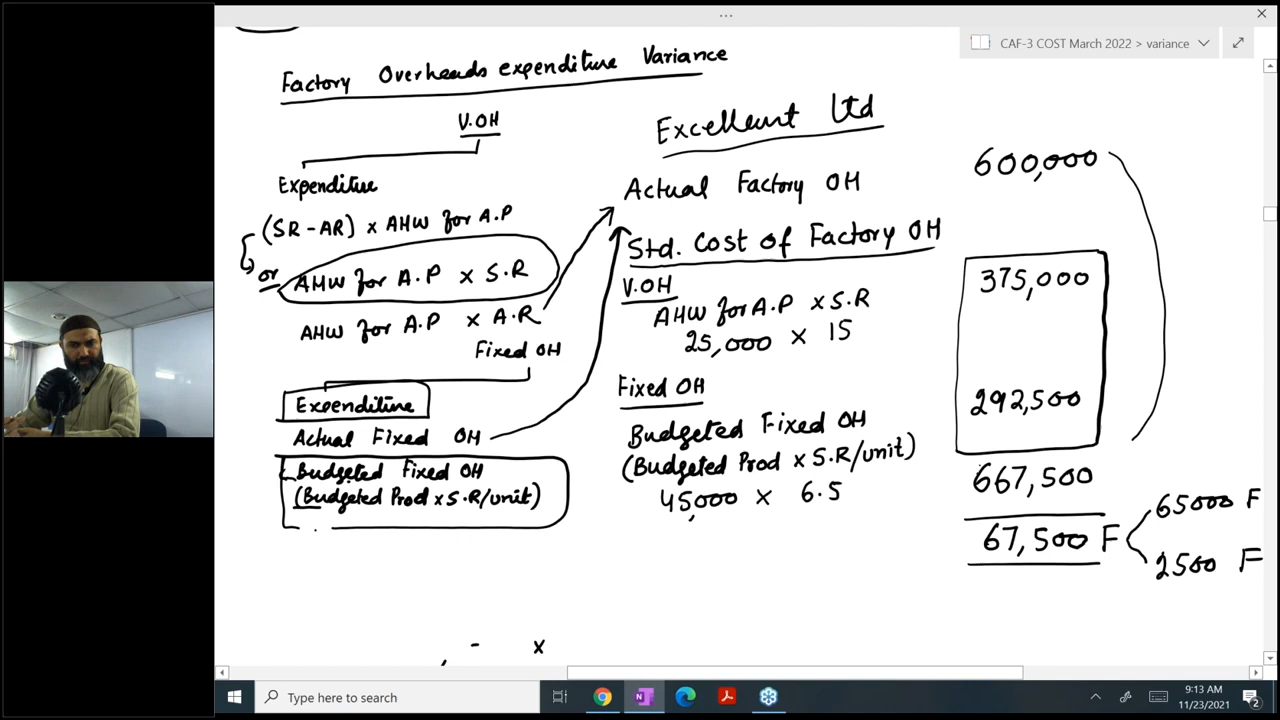 CAF-3 COST March 2022 > variance
Factory Overheads expenditure Variance
V.OH
Expenditure
(SR-AR) x AHW for A.P
or AHW for A.P x S.R
AHW for A.P x A.R
Fixed OH
Expenditure
Actual Fixed OH
Budgeted Fixed OH
(Budgeted Prod x S.R/unit)
Excellent Ltd
Actual Factory OH 600,000
Std. Cost of Factory OH
V.OH 375,000
AHW for A.P x S.R
25,000 x 15
Fixed OH 292,500
Budgeted Fixed OH
(Budgeted Prod x S.R/unit)
45,000 x 6.5
667,500
67,500 F
65000 F
2500 F
x
Type here to search
9:13 AM
11/23/2021
2